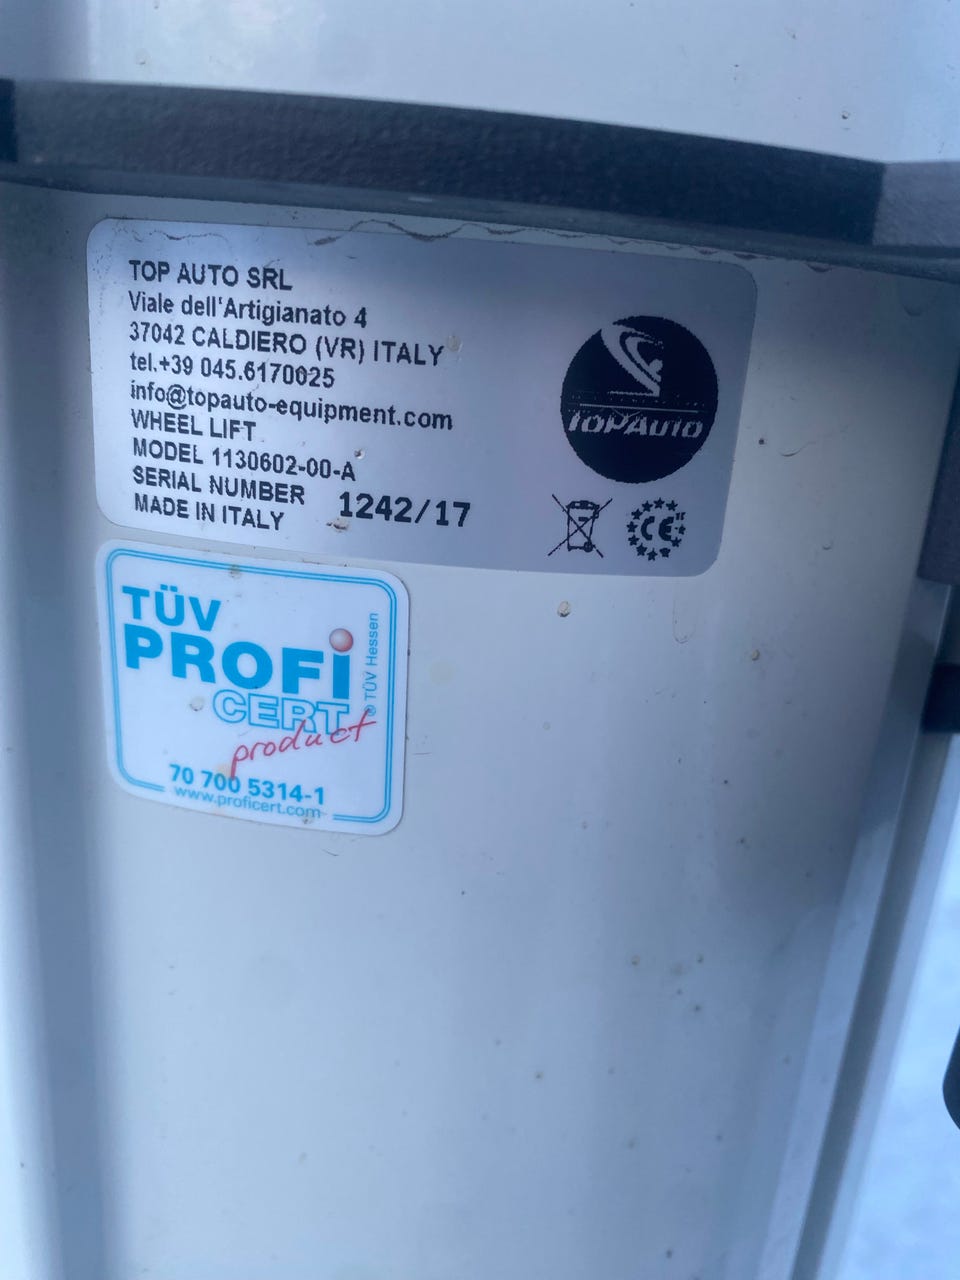 TOP AUTO SRL
Viale dell'Artigianato 4
37042 CALDIERO (VR) ITALY
tel.+39 045.6170025
info@topauto-equipment.com
WHEEL LIFT
MODEL 1130602-00-A
SERIAL NUMBER 1242/17
MADE IN ITALY
TOPAUTO
CE
TÜV
PROFi
CERT
product
© TÜV Hessen
70 700 5314-1
www.proficert.com